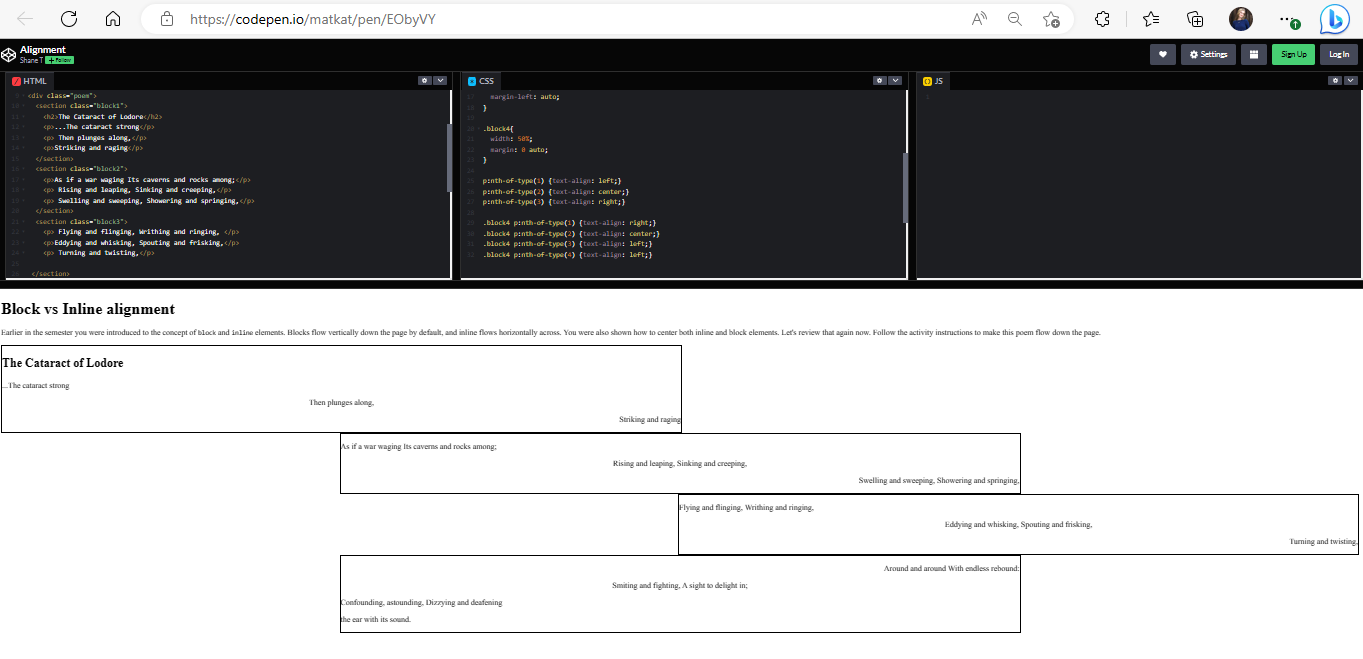 https://codepen.io/matkat/pen/EObyVY
Alignment
Shane T + Follow
Settings
Sign Up
Log In
HTML
<div class="poem">
<section class="block1">
<h2>The Cataract of Lodore</h2>
<p>...The cataract strong</p>
<p> Then plunges along,</p>
<p>Striking and raging</p>
</section>
<section class="block2">
<p>As if a war waging Its caverns and rocks among;</p>
<p> Rising and leaping, Sinking and creeping,</p>
<p> Swelling and sweeping, Showering and springing,</p>
</section>
<section class="block3">
<p> Flying and flinging, Writhing and ringing, </p>
<p>Eddying and whisking, Spouting and frisking,</p>
<p> Turning and twisting,</p>
</section>
CSS
margin-left: auto;
}
.block4{
width: 50%;
margin: 0 auto;
}
p:nth-of-type(1) {text-align: left;}
p:nth-of-type(2) {text-align: center;}
p:nth-of-type(3) {text-align: right;}
.block4 p:nth-of-type(1) {text-align: right;}
.block4 p:nth-of-type(2) {text-align: center;}
.block4 p:nth-of-type(3) {text-align: left;}
.block4 p:nth-of-type(4) {text-align: left;}
JS
Block vs Inline alignment
Earlier in the semester you were introduced to the concept of block and inline elements. Blocks flow vertically down the page by default, and inline flows horizontally across. You were also shown how to center both inline and block elements. Let's review that again now. Follow the activity instructions to make this poem flow down the page.
The Cataract of Lodore
...The cataract strong
Then plunges along,
Striking and raging
As if a war waging Its caverns and rocks among;
Rising and leaping, Sinking and creeping,
Swelling and sweeping, Showering and springing,
Flying and flinging, Writhing and ringing,
Eddying and whisking, Spouting and frisking,
Turning and twisting,
Around and around With endless rebound:
Smiting and fighting, A sight to delight in;
Confounding, astounding, Dizzying and deafening
the ear with its sound.